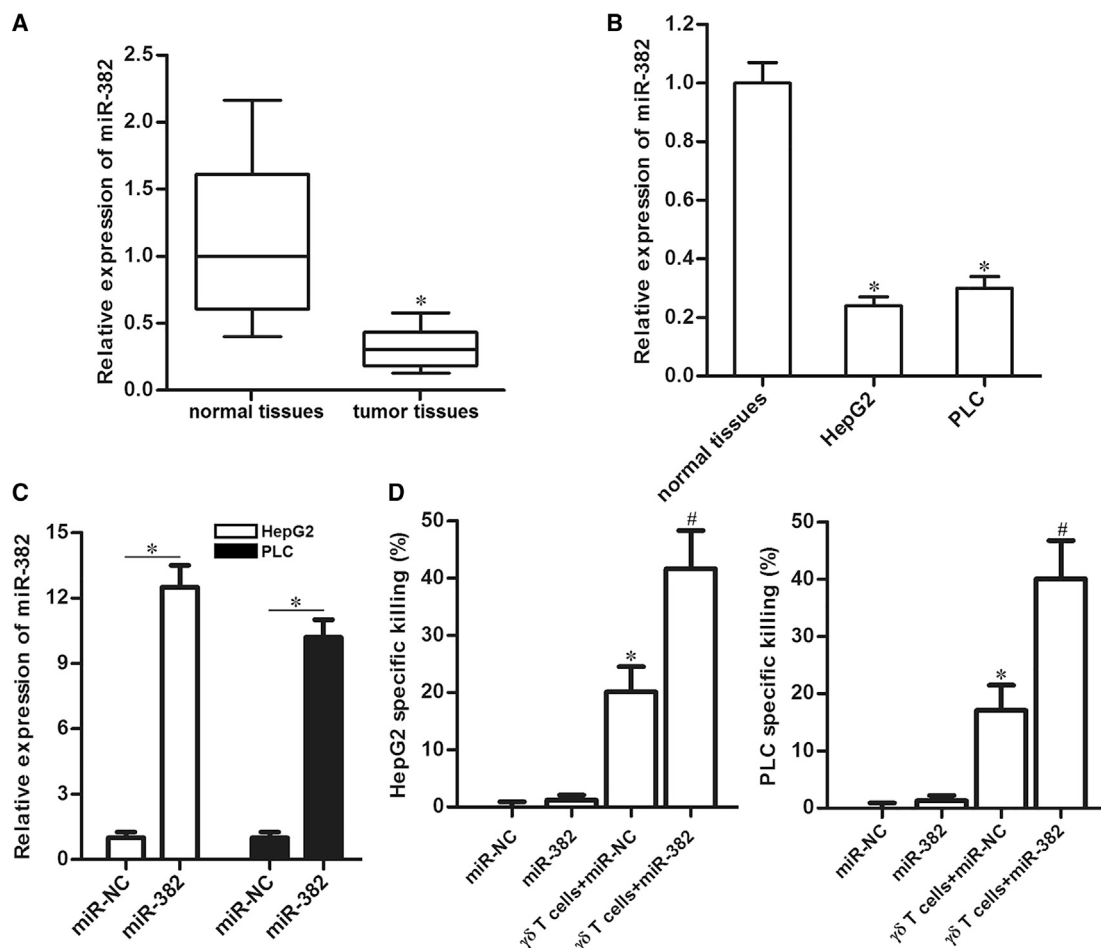 A
Relative expression of miR-382
2.5
2.0
1.5
1.0
0.5
0.0
*
normal tissues
tumor tissues
B
Relative expression of miR-382
1.2
1.0
0.8
0.6
0.4
0.2
0.0
*
*
normal tissues
HepG2
PLC
C
Relative expression of miR-382
15
12
9
6
3
0
HepG2
PLC
*
*
miR-NC
miR-382
miR-NC
miR-382
D
HepG2 specific killing (%)
50
40
30
20
10
0
*
#
miR-NC
miR-382
γδ T cells+miR-NC
γδ T cells+miR-382
PLC specific killing (%)
50
40
30
20
10
0
*
#
miR-NC
miR-382
γδ T cells+miR-NC
γδ T cells+miR-382